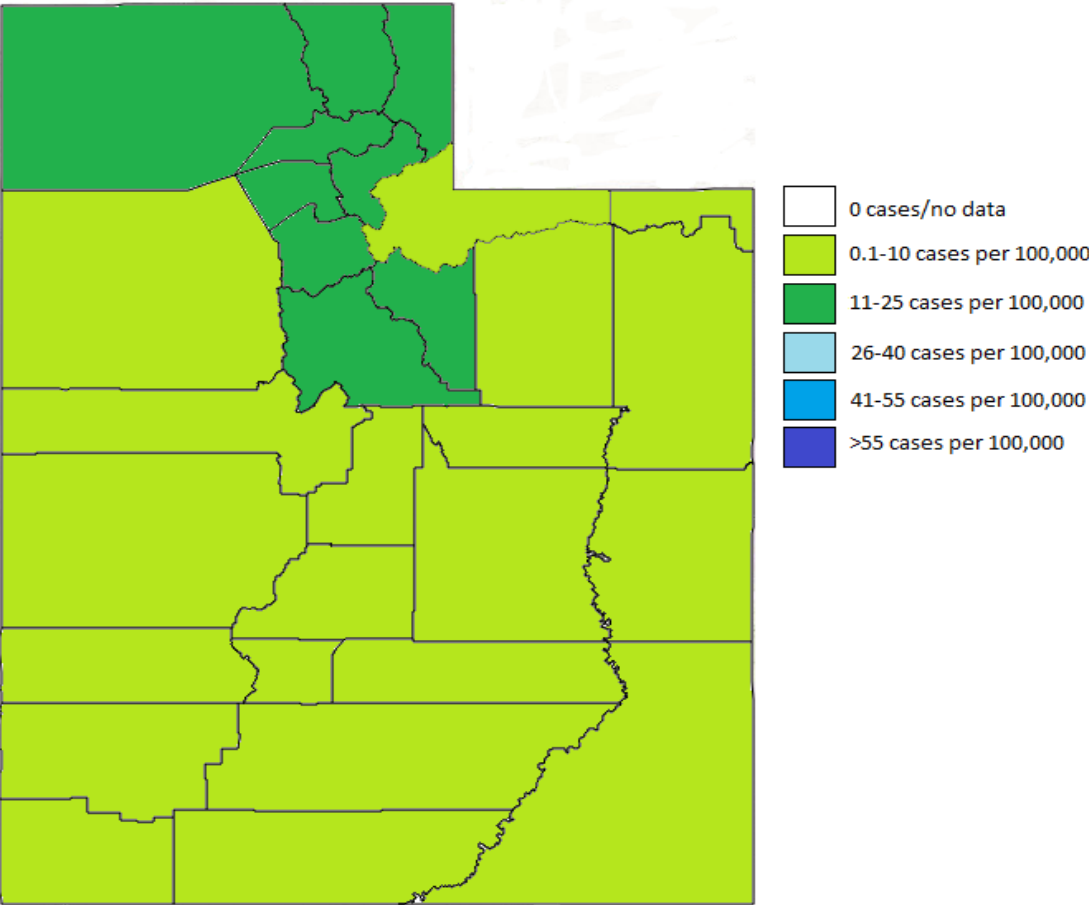 0 cases/no data
0.1-10 cases per 100,000
11-25 cases per 100,000
26-40 cases per 100,000
41-55 cases per 100,000
>55 cases per 100,000